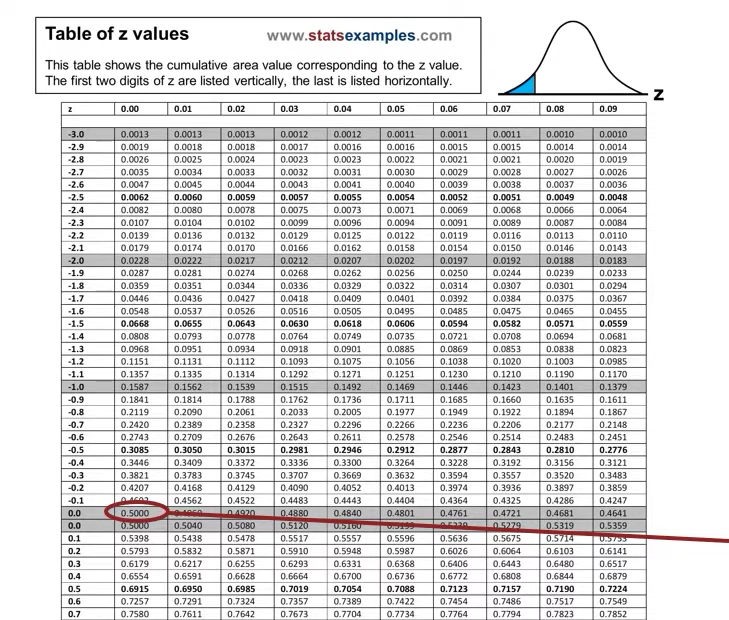 Table of z values www.statsexamples.com
This table shows the cumulative area value corresponding to the z value.
The first two digits of z are listed vertically, the last is listed horizontally.
z
z 0.00 0.01 0.02 0.03 0.04 0.05 0.06 0.07 0.08 0.09
-3.0 0.0013 0.0013 0.0013 0.0012 0.0012 0.0011 0.0011 0.0011 0.0010 0.0010
-2.9 0.0019 0.0018 0.0018 0.0017 0.0016 0.0016 0.0015 0.0015 0.0014 0.0014
-2.8 0.0026 0.0025 0.0024 0.0023 0.0023 0.0022 0.0021 0.0021 0.0020 0.0019
-2.7 0.0035 0.0034 0.0033 0.0032 0.0031 0.0030 0.0029 0.0028 0.0027 0.0026
-2.6 0.0047 0.0045 0.0044 0.0043 0.0041 0.0040 0.0039 0.0038 0.0037 0.0036
-2.5 0.0062 0.0060 0.0059 0.0057 0.0055 0.0054 0.0052 0.0051 0.0049 0.0048
-2.4 0.0082 0.0080 0.0078 0.0075 0.0073 0.0071 0.0069 0.0068 0.0066 0.0064
-2.3 0.0107 0.0104 0.0102 0.0099 0.0096 0.0094 0.0091 0.0089 0.0087 0.0084
-2.2 0.0139 0.0136 0.0132 0.0129 0.0125 0.0122 0.0119 0.0116 0.0113 0.0110
-2.1 0.0179 0.0174 0.0170 0.0166 0.0162 0.0158 0.0154 0.0150 0.0146 0.0143
-2.0 0.0228 0.0222 0.0217 0.0212 0.0207 0.0202 0.0197 0.0192 0.0188 0.0183
-1.9 0.0287 0.0281 0.0274 0.0268 0.0262 0.0256 0.0250 0.0244 0.0239 0.0233
-1.8 0.0359 0.0351 0.0344 0.0336 0.0329 0.0322 0.0314 0.0307 0.0301 0.0294
-1.7 0.0446 0.0436 0.0427 0.0418 0.0409 0.0401 0.0392 0.0384 0.0375 0.0367
-1.6 0.0548 0.0537 0.0526 0.0516 0.0505 0.0495 0.0485 0.0475 0.0465 0.0455
-1.5 0.0668 0.0655 0.0643 0.0630 0.0618 0.0606 0.0594 0.0582 0.0571 0.0559
-1.4 0.0808 0.0793 0.0778 0.0764 0.0749 0.0735 0.0721 0.0708 0.0694 0.0681
-1.3 0.0968 0.0951 0.0934 0.0918 0.0901 0.0885 0.0869 0.0853 0.0838 0.0823
-1.2 0.1151 0.1131 0.1112 0.1093 0.1075 0.1056 0.1038 0.1020 0.1003 0.0985
-1.1 0.1357 0.1335 0.1314 0.1292 0.1271 0.1251 0.1230 0.1210 0.1190 0.1170
-1.0 0.1587 0.1562 0.1539 0.1515 0.1492 0.1469 0.1446 0.1423 0.1401 0.1379
-0.9 0.1841 0.1814 0.1788 0.1762 0.1736 0.1711 0.1685 0.1660 0.1635 0.1611
-0.8 0.2119 0.2090 0.2061 0.2033 0.2005 0.1977 0.1949 0.1922 0.1894 0.1867
-0.7 0.2420 0.2389 0.2358 0.2327 0.2296 0.2266 0.2236 0.2206 0.2177 0.2148
-0.6 0.2743 0.2709 0.2676 0.2643 0.2611 0.2578 0.2546 0.2514 0.2483 0.2451
-0.5 0.3085 0.3050 0.3015 0.2981 0.2946 0.2912 0.2877 0.2843 0.2810 0.2776
-0.4 0.3446 0.3409 0.3372 0.3336 0.3300 0.3264 0.3228 0.3192 0.3156 0.3121
-0.3 0.3821 0.3783 0.3745 0.3707 0.3669 0.3632 0.3594 0.3557 0.3520 0.3483
-0.2 0.4207 0.4168 0.4129 0.4090 0.4052 0.4013 0.3974 0.3936 0.3897 0.3859
-0.1 0.4562 0.4522 0.4483 0.4443 0.4404 0.4364 0.4325 0.4286 0.4247
0.0 0.5000 0.4920 0.4880 0.4840 0.4801 0.4761 0.4721 0.4681 0.4641
0.0 0.5000 0.5040 0.5080 0.5120 0.5160 0.5279 0.5319 0.5359
0.1 0.5398 0.5438 0.5478 0.5517 0.5557 0.5596 0.5636 0.5675 0.5714
0.2 0.5793 0.5832 0.5871 0.5910 0.5948 0.5987 0.6026 0.6064 0.6103 0.6141
0.3 0.6179 0.6217 0.6255 0.6293 0.6331 0.6368 0.6406 0.6443 0.6480 0.6517
0.4 0.6554 0.6591 0.6628 0.6664 0.6700 0.6736 0.6772 0.6808 0.6844 0.6879
0.5 0.6915 0.6950 0.6985 0.7019 0.7054 0.7088 0.7123 0.7157 0.7190 0.7224
0.6 0.7257 0.7291 0.7324 0.7357 0.7389 0.7422 0.7454 0.7486 0.7517 0.7549
0.7 0.7580 0.7611 0.7642 0.7673 0.7704 0.7734 0.7764 0.7794 0.7823 0.7852